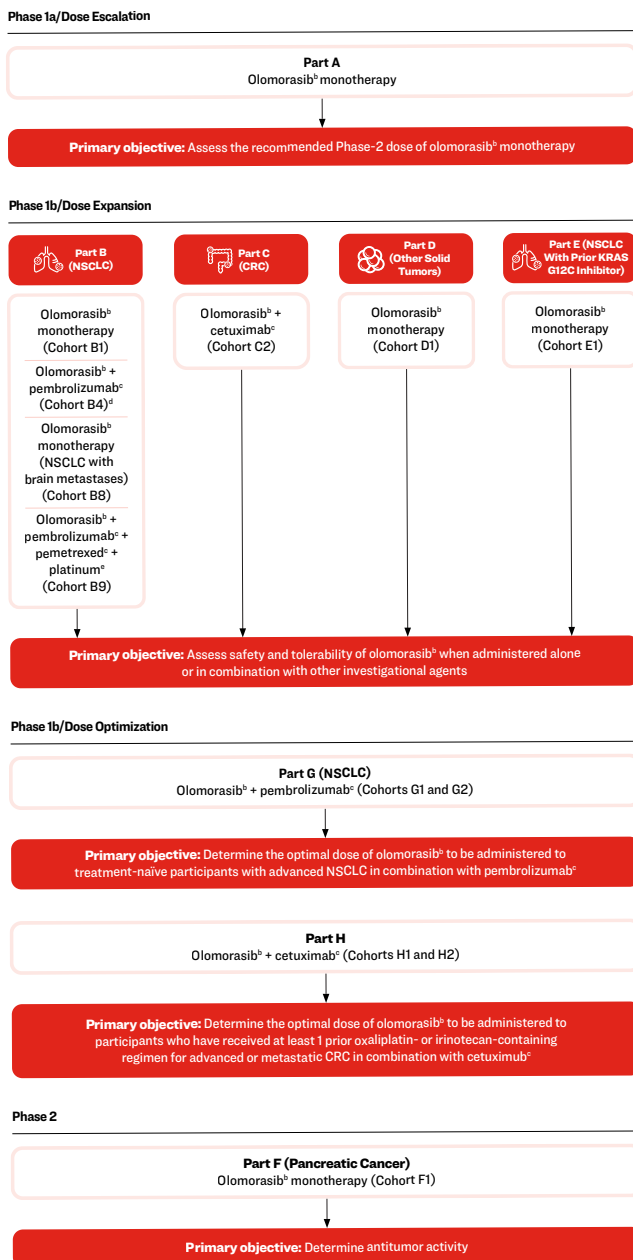 Phase 1a/Dose Escalation
Part A
Olomorasibᵇ monotherapy
Primary objective: Assess the recommended Phase-2 dose of olomorasibᵇ monotherapy
Phase 1b/Dose Expansion
Part B
(NSCLC)
Olomorasibᵇ
monotherapy
(Cohort B1)
Olomorasibᵇ +
pembrolizumabᶜ
(Cohort B4)ᵈ
Olomorasibᵇ
monotherapy
(NSCLC with
brain metastases)
(Cohort B8)
Olomorasibᵇ +
pembrolizumabᶜ +
pemetrexedᶜ +
platinumᵉ
(Cohort B9)
Part C
(CRC)
Olomorasibᵇ +
cetuximabᶜ
(Cohort C2)
Part D
(Other Solid
Tumors)
Olomorasibᵇ
monotherapy
(Cohort D1)
Part E (NSCLC
With Prior KRAS
G12C Inhibitor)
Olomorasibᵇ
monotherapy
(Cohort E1)
Primary objective: Assess safety and tolerability of olomorasibᵇ when administered alone
or in combination with other investigational agents
Phase 1b/Dose Optimization
Part G (NSCLC)
Olomorasibᵇ + pembrolizumabᶜ (Cohorts G1 and G2)
Primary objective: Determine the optimal dose of olomorasibᵇ to be administered to
treatment-naïve participants with advanced NSCLC in combination with pembrolizumabᶜ
Part H
Olomorasibᵇ + cetuximabᶜ (Cohorts H1 and H2)
Primary objective: Determine the optimal dose of olomorasibᵇ to be administered to
participants who have received at least 1 prior oxaliplatin- or irinotecan-containing
regimen for advanced or metastatic CRC in combination with cetuximubᶜ
Phase 2
Part F (Pancreatic Cancer)
Olomorasibᵇ monotherapy (Cohort F1)
Primary objective: Determine antitumor activity